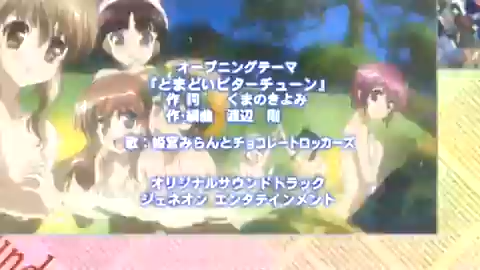 オープニングテーマ
『とまどいビターチューン』
作 詞　くまのきよみ
作・編曲　渡辺　剛
歌：姫宮みらんとチョコレートロッカーズ
オリジナルサウンドトラック
ジェネオン エンタテインメント